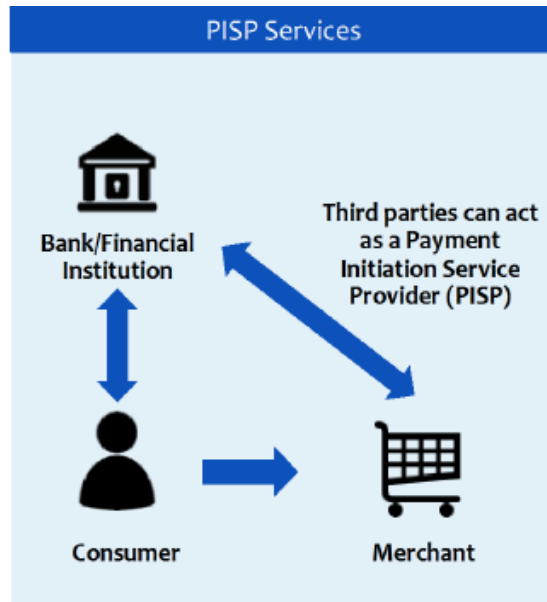 PISP Services
Bank/Financial
Institution
Third parties can act
as a Payment
Initiation Service
Provider (PISP)
Consumer
Merchant